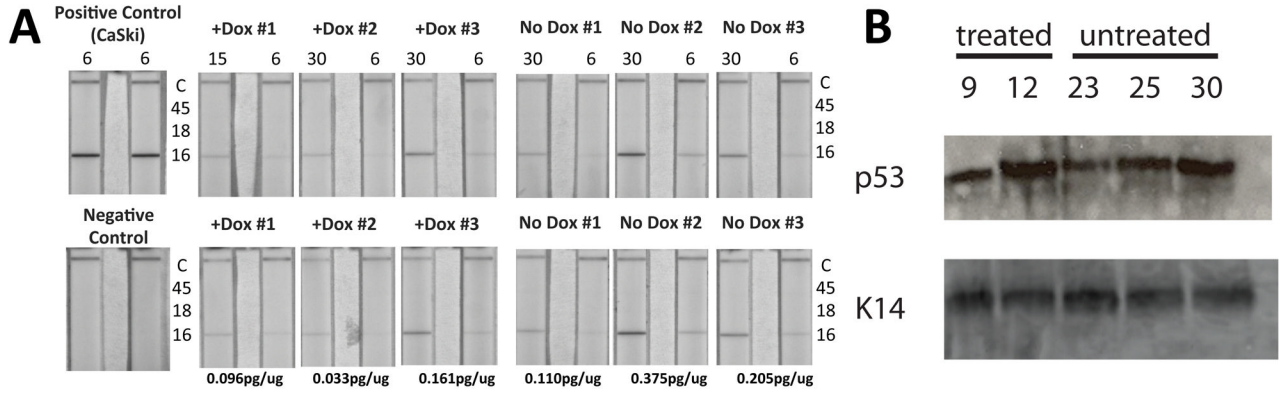 A
Positive Control
(CaSki)
+Dox #1
+Dox #2
+Dox #3
No Dox #1
No Dox #2
No Dox #3
6 6 15 6 30 6 30 6 30 6 30 6 30 6
C
45
18
16
C
45
18
16
Negative
Control
+Dox #1
+Dox #2
+Dox #3
No Dox #1
No Dox #2
No Dox #3
C
45
18
16
C
45
18
16
0.096pg/ug
0.033pg/ug
0.161pg/ug
0.110pg/ug
0.375pg/ug
0.205pg/ug
B
treated untreated
9 12 23 25 30
p53
K14